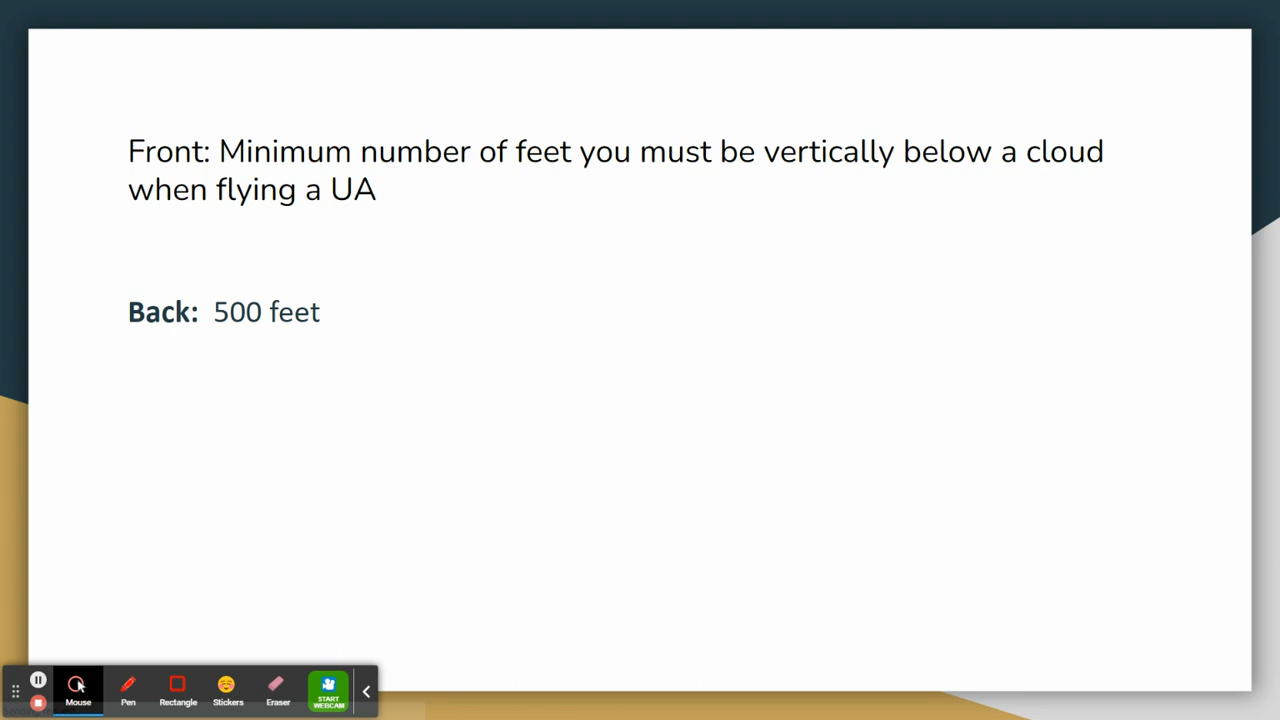 Front: Minimum number of feet you must be vertically below a cloud
when flying a UA
Back: 500 feet
Mouse
Pen
Rectangle
Stickers
Eraser
START
WEBCAM